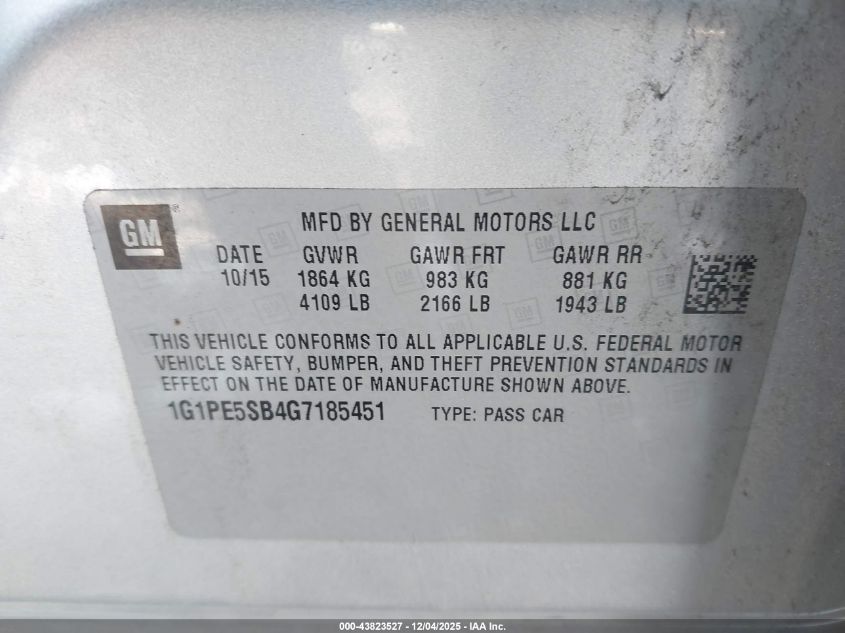 GM
MFD BY GENERAL MOTORS LLC
DATE GVWR GAWR FRT GAWR RR
10/15 1864 KG 983 KG 881 KG
4109 LB 2166 LB 1943 LB
THIS VEHICLE CONFORMS TO ALL APPLICABLE U.S. FEDERAL MOTOR
VEHICLE SAFETY, BUMPER, AND THEFT PREVENTION STANDARDS IN
EFFECT ON THE DATE OF MANUFACTURE SHOWN ABOVE.
1G1PE5SB4G7185451 TYPE: PASS CAR
000-43823527 - 12/04/2025 - IAA Inc.